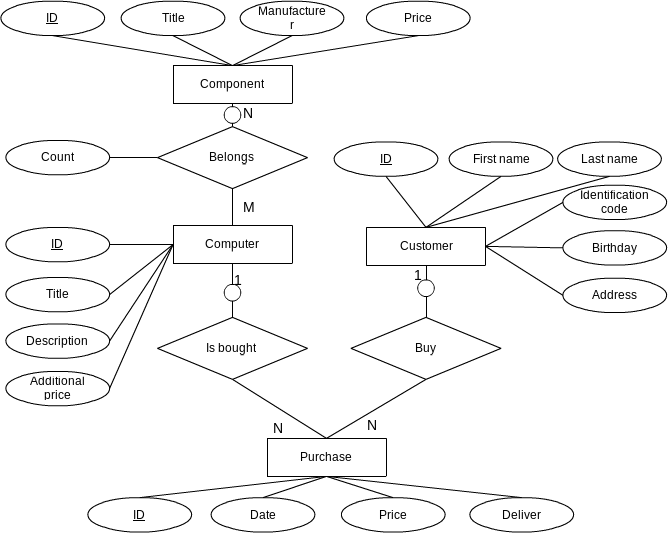 ID
Title
Manufacture
r
Price
Component
N
Count
Belongs
M
ID
First name
Last name
Identification
code
ID
Computer
Customer
Birthday
1
1
Title
Address
Description
Is bought
Buy
Additional
price
N
N
Purchase
ID
Date
Price
Deliver